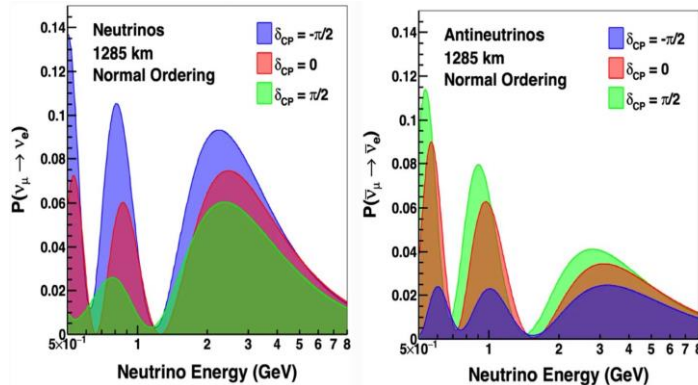 Neutrinos
1285 km
Normal Ordering
δCP = -π/2
δCP = 0
δCP = π/2
0.14
0.12
0.1
0.08
0.06
0.04
0.02
0
P(νμ → νe)
5×10⁻¹ 1 2 3 4 5 6 7 8
Neutrino Energy (GeV)
Antineutrinos
1285 km
Normal Ordering
δCP = -π/2
δCP = 0
δCP = π/2
0.14
0.12
0.1
0.08
0.06
0.04
0.02
0
P(ν̄μ → ν̄e)
5×10⁻¹ 1 2 3 4 5 6 7 8
Neutrino Energy (GeV)